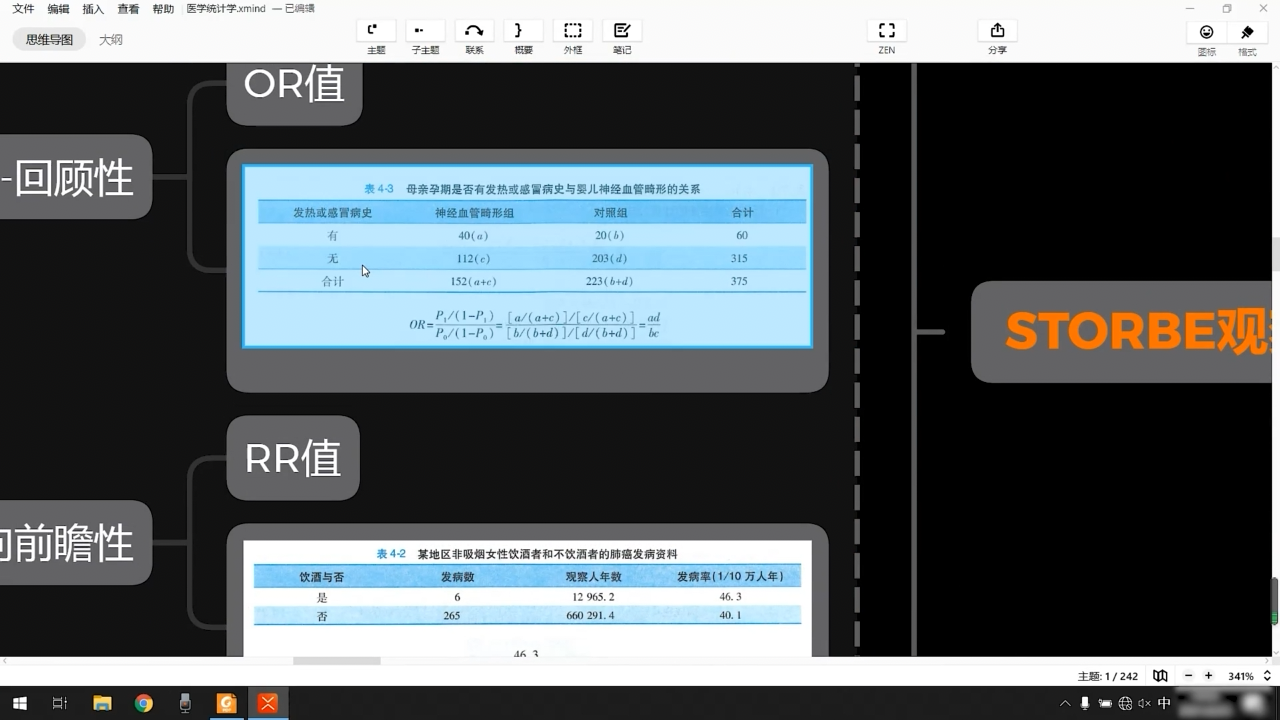 文件 编辑 插入 查看 帮助 医学统计学.xmind — 已编辑
思维导图 大纲
主题 子主题 联系 概要 外框 笔记 ZEN 分享 图标 格式
OR值
-回顾性
表 4-3 母亲孕期是否有发热或感冒病史与婴儿神经血管畸形的关系
发热或感冒病史 神经血管畸形组 对照组 合计
有 40(a) 20(b) 60
无 112(c) 203(d) 315
合计 152(a+c) 223(b+d) 375
OR=P₁/(1-P₁)/P₀/(1-P₀)=[a/(a+c)]/[c/(a+c)]/[b/(b+d)]/[d/(b+d)]=ad/bc
STORBE观
RR值
前瞻性
表 4-2 某地区非吸烟女性饮酒者和不饮酒者的肺癌发病资料
饮酒与否 发病数 观察人年数 发病率(1/10 万人年)
是 6 12 965.2 46.3
否 265 660 291.4 40.1
46.3
主题: 1 / 242 341%
中